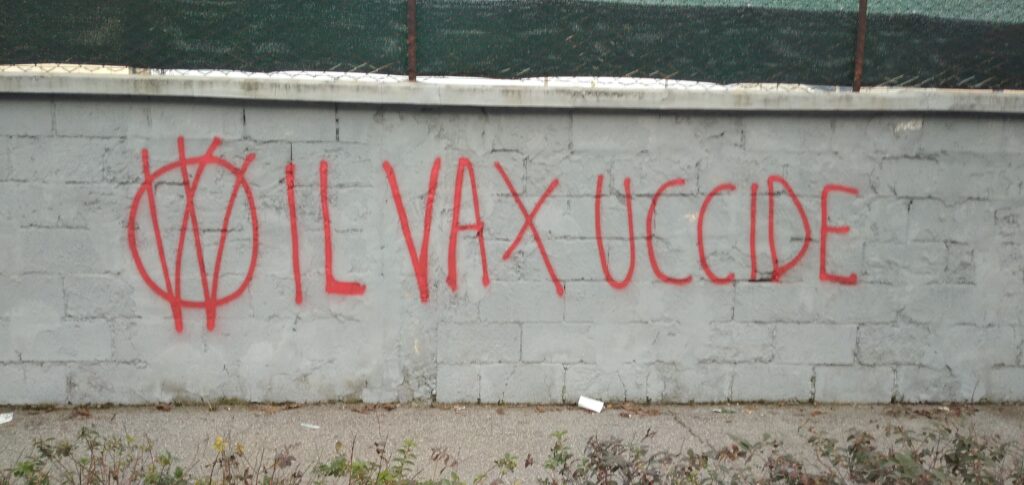 W IL VAX UCCIDE